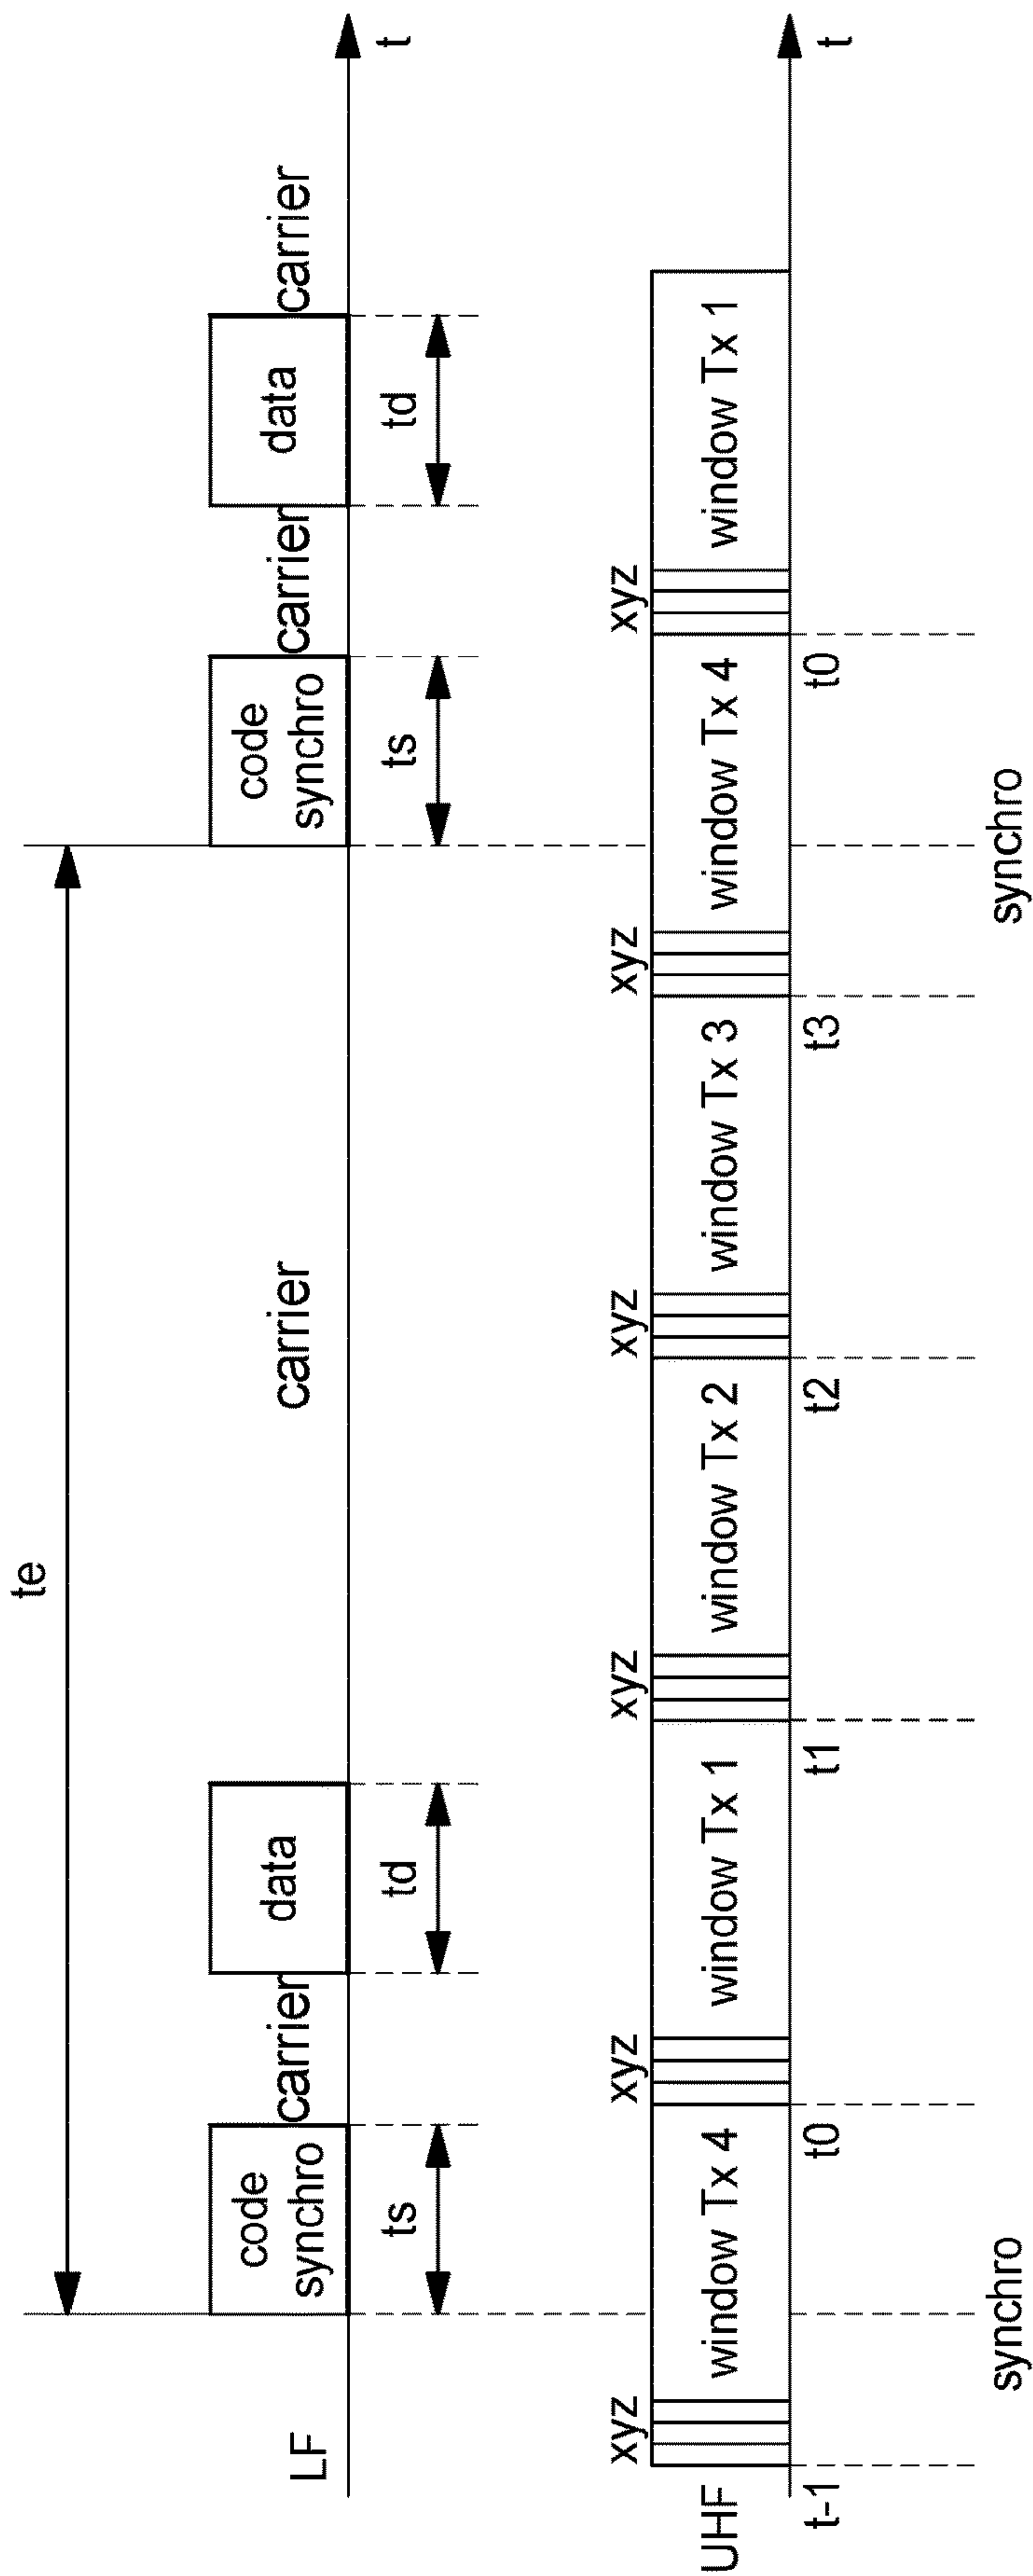 te
LF
code
synchro
carrier
data
carrier
code
synchro
carrier
data
carrier
ts
td
ts
td
t
UHF
xyz
xyz
xyz
xyz
xyz
xyz
window Tx 4
window Tx 1
window Tx 2
window Tx 3
window Tx 4
window Tx 1
t-1
t0
t1
t2
t3
t0
t
synchro
synchro